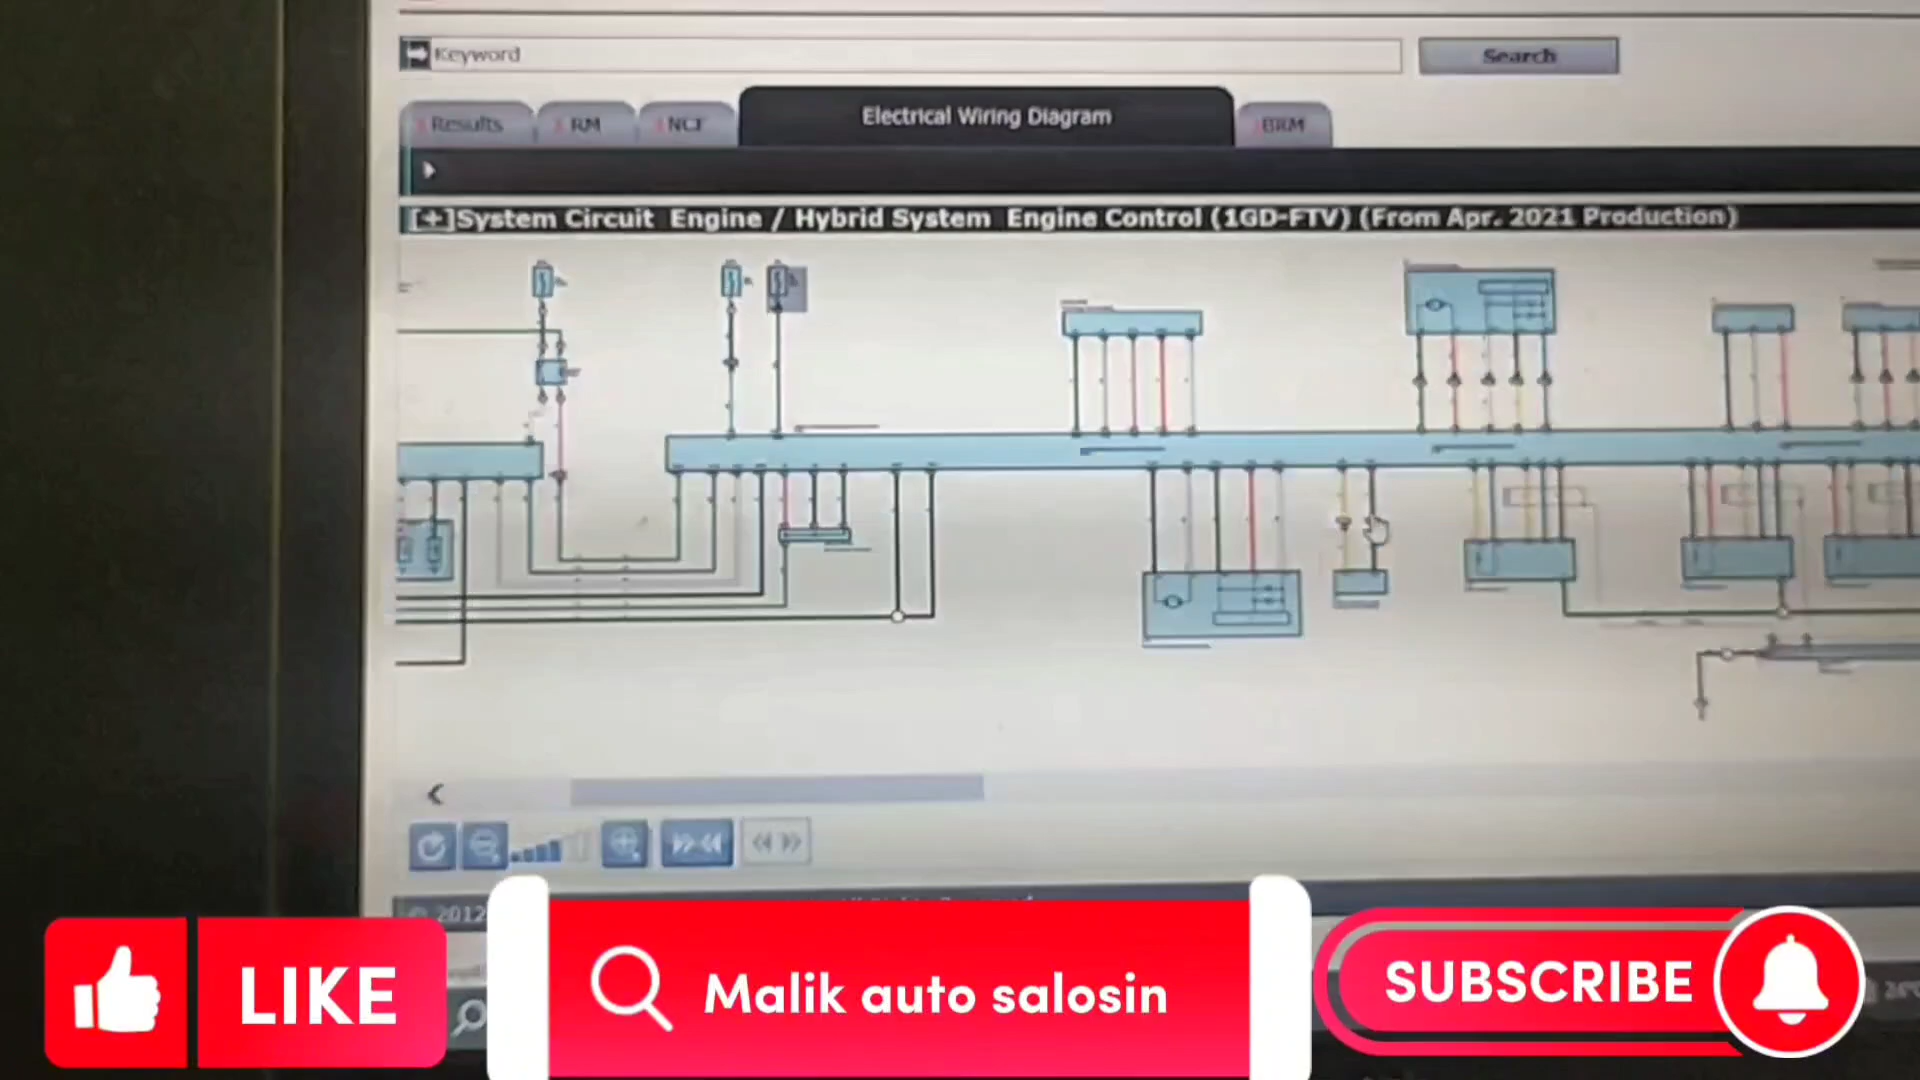 Keyword
Search
Results
RM
NCF
Electrical Wiring Diagram
BRM
[+]System Circuit Engine / Hybrid System Engine Control (1GD-FTV) (From Apr. 2021 Production)
© 2012
LIKE
Malik auto salosin
SUBSCRIBE